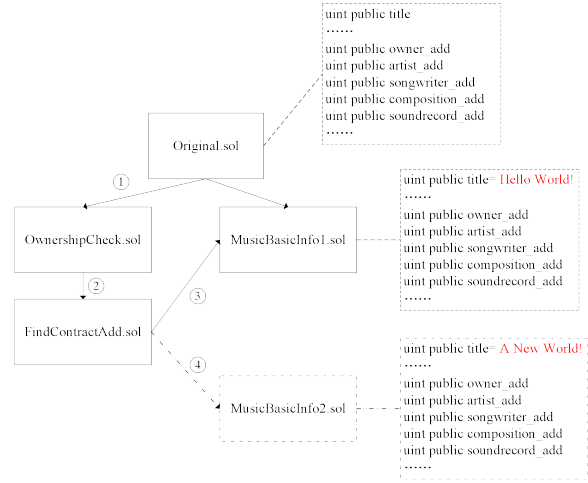 uint public title
······
uint public owner_add
uint public artist_add
uint public songwriter_add
uint public composition_add
uint public soundrecord_add
······
Original.sol
①
OwnershipCheck.sol
MusicBasicInfo1.sol
uint public title= Hello World!
······
uint public owner_add
uint public artist_add
uint public songwriter_add
uint public composition_add
uint public soundrecord_add
······
②
③
FindContractAdd.sol
④
MusicBasicInfo2.sol
uint public title= A New World!
······
uint public owner_add
uint public artist_add
uint public songwriter_add
uint public composition_add
uint public soundrecord_add
······